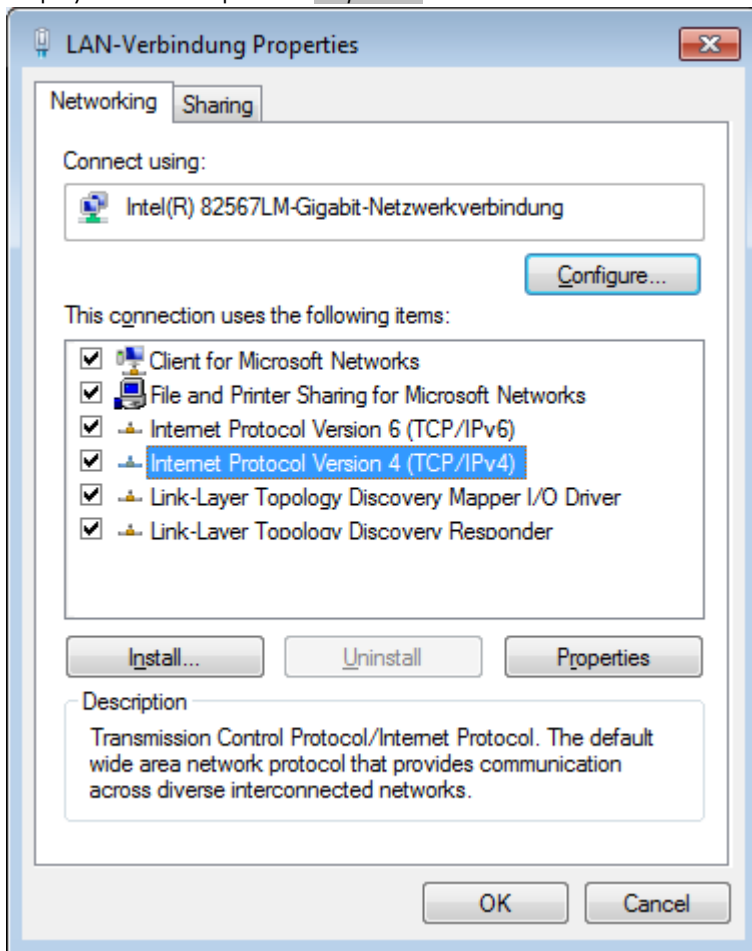 LAN-Verbindung Properties
Networking
Sharing
Connect using:
Intel(R) 82567LM-Gigabit-Netzwerkverbindung
Configure...
This connection uses the following items:
Client for Microsoft Networks
File and Printer Sharing for Microsoft Networks
Internet Protocol Version 6 (TCP/IPv6)
Internet Protocol Version 4 (TCP/IPv4)
Link-Layer Topology Discovery Mapper I/O Driver
Link-Layer Topology Discovery Responder
Install...
Uninstall
Properties
Description
Transmission Control Protocol/Internet Protocol. The default
wide area network protocol that provides communication
across diverse interconnected networks.
OK
Cancel